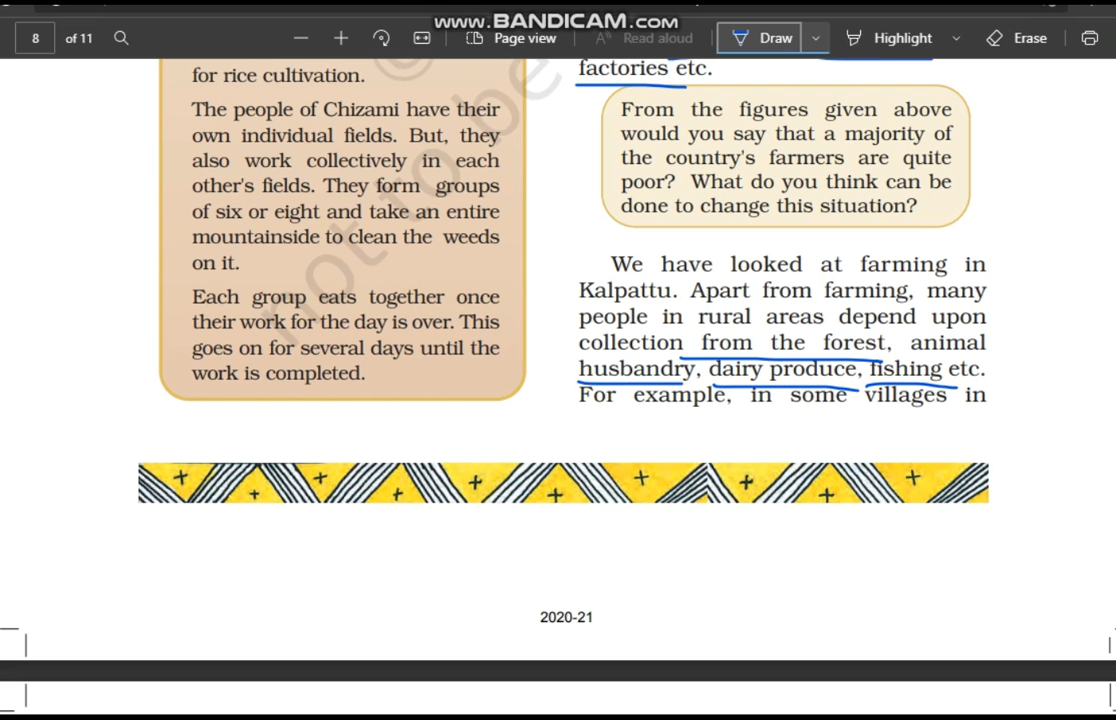 www.BANDICAM.com
8 of 11
Page view
Read aloud
Draw
Highlight
Erase
for rice cultivation.
The people of Chizami have their
own individual fields. But, they
also work collectively in each
other's fields. They form groups
of six or eight and take an entire
mountainside to clean the weeds
on it.
Each group eats together once
their work for the day is over. This
goes on for several days until the
work is completed.
factories etc.
From the figures given above
would you say that a majority of
the country's farmers are quite
poor? What do you think can be
done to change this situation?
We have looked at farming in
Kalpattu. Apart from farming, many
people in rural areas depend upon
collection from the forest, animal
husbandry, dairy produce, fishing etc.
For example, in some villages in
not to be
©
2020-21